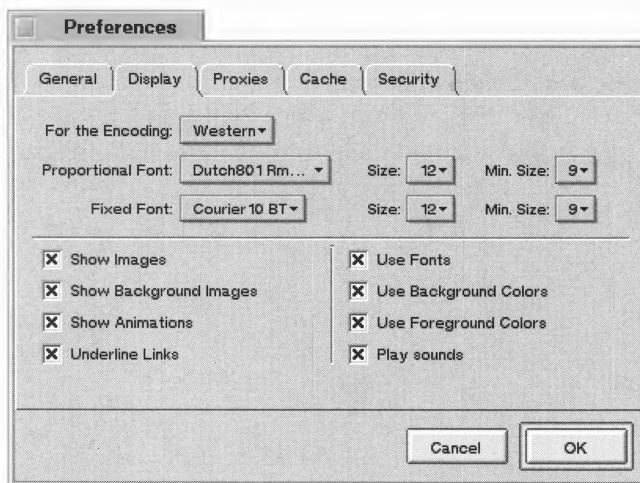 Preferences
General Display Proxies Cache Security
For the Encoding: Western
Proportional Font: Dutch801 Rm... Size: 12 Min. Size: 9
Fixed Font: Courier10 BT Size: 12 Min. Size: 9
Show Images Use Fonts
Show Background Images Use Background Colors
Show Animations Use Foreground Colors
Underline Links Play sounds
Cancel OK